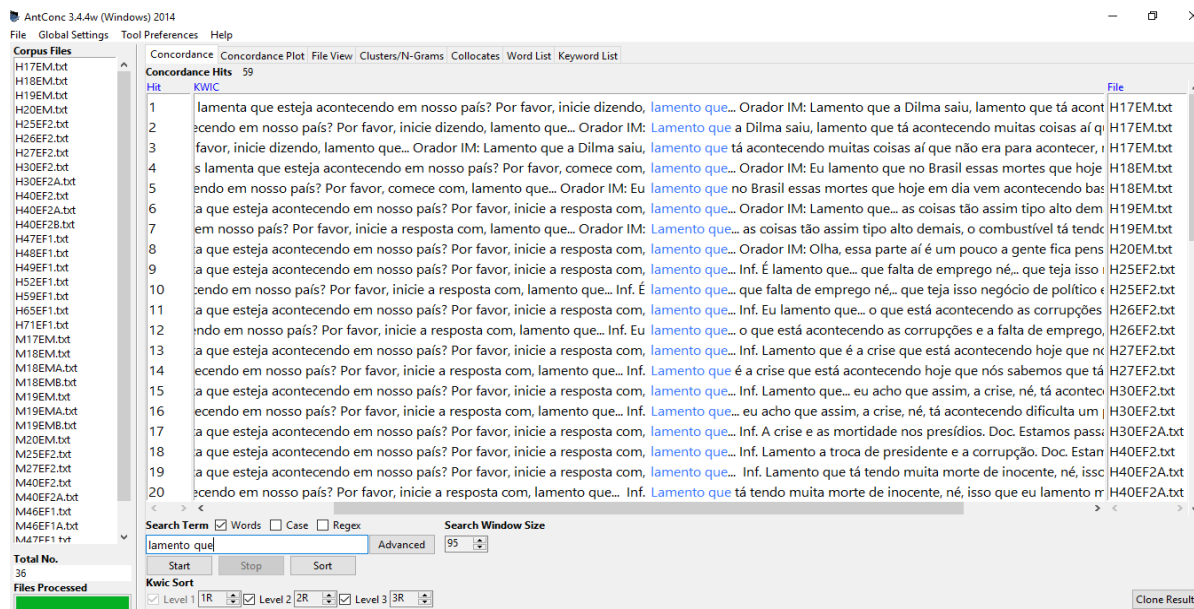 AntConc 3.4.4w (Windows) 2014
File Global Settings Tool Preferences Help
Corpus Files
H17EM.txt
H18EM.txt
H19EM.txt
H20EM.txt
H25EF2.txt
H26EF2.txt
H27EF2.txt
H30EF2.txt
H30EF2A.txt
H40EF2.txt
H40EF2A.txt
H40EF2B.txt
H47EF1.txt
H48EF1.txt
H49EF1.txt
H52EF1.txt
H59EF1.txt
H65EF1.txt
H71EF1.txt
M17EM.txt
M18EM.txt
M18EMA.txt
M18EMB.txt
M19EM.txt
M19EMA.txt
M19EMB.txt
M20EM.txt
M25EF2.txt
M27EF2.txt
M40EF2.txt
M40EF2A.txt
M46EF1.txt
M46EF1A.txt
M47EF1.txt
Total No.
36
Files Processed
Concordance Concordance Plot File View Clusters/N-Grams Collocates Word List Keyword List
Concordance Hits 59
Hit KWIC File
1 lamenta que esteja acontecendo em nosso país? Por favor, inicie dizendo, lamento que... Orador IM: Lamento que a Dilma saiu, lamento que tá acont H17EM.txt
2 ecendo em nosso país? Por favor, inicie dizendo, lamento que... Orador IM: Lamento que a Dilma saiu, lamento que tá acontecendo muitas coisas aí q H17EM.txt
3 favor, inicie dizendo, lamento que... Orador IM: Lamento que a Dilma saiu, lamento que tá acontecendo muitas coisas aí que não era para acontecer, H17EM.txt
4 s lamenta que esteja acontecendo em nosso país? Por favor, comece com, lamento que... Orador IM: Eu lamento que no Brasil essas mortes que hoje H18EM.txt
5 endo em nosso país? Por favor, comece com, lamento que... Orador IM: Eu lamento que no Brasil essas mortes que hoje em dia vem acontecendo bas H18EM.txt
6 ta que esteja acontecendo em nosso país? Por favor, inicie a resposta com, lamento que... Orador IM: Lamento que... as coisas tão assim tipo alto dem H19EM.txt
7 em nosso país? Por favor, inicie a resposta com, lamento que... Orador IM: Lamento que... as coisas tão assim tipo alto demais, o combustível tá tendo H19EM.txt
8 ta que esteja acontecendo em nosso país? Por favor, inicie a resposta com, lamento que... Orador IM: Olha, essa parte aí é um pouco a gente fica pens H20EM.txt
9 ta que esteja acontecendo em nosso país? Por favor, inicie a resposta com, lamento que... Inf. É lamento que... que falta de emprego né,.. que teja isso H25EF2.txt
10 cendo em nosso país? Por favor, inicie a resposta com, lamento que... Inf. É lamento que... que falta de emprego né,.. que teja isso negócio de político e H25EF2.txt
11 ta que esteja acontecendo em nosso país? Por favor, inicie a resposta com, lamento que... Inf. Eu lamento que... o que está acontecendo as corrupções H26EF2.txt
12 endo em nosso país? Por favor, inicie a resposta com, lamento que... Inf. Eu lamento que... o que está acontecendo as corrupções e a falta de emprego, H26EF2.txt
13 ta que esteja acontecendo em nosso país? Por favor, inicie a resposta com, lamento que... Inf. Lamento que é a crise que está acontecendo hoje que nó H27EF2.txt
14 ecendo em nosso país? Por favor, inicie a resposta com, lamento que... Inf. Lamento que é a crise que está acontecendo hoje que nós sabemos que tá H27EF2.txt
15 ta que esteja acontecendo em nosso país? Por favor, inicie a resposta com, lamento que... Inf. Lamento que... eu acho que assim, a crise, né, tá acontec H30EF2.txt
16 ecendo em nosso país? Por favor, inicie a resposta com, lamento que... Inf. Lamento que... eu acho que assim, a crise, né, tá acontecendo dificulta um H30EF2.txt
17 ta que esteja acontecendo em nosso país? Por favor, inicie a resposta com, lamento que... Inf. A crise e as mortidade nos presídios. Doc. Estamos passa H30EF2A.txt
18 ta que esteja acontecendo em nosso país? Por favor, inicie a resposta com, lamento que... Inf. Lamento a troca de presidente e a corrupção. Doc. Estam H40EF2.txt
19 ta que esteja acontecendo em nosso país? Por favor, inicie a resposta com, lamento que... Inf. Lamento que tá tendo muita morte de inocente, né, isso H40EF2A.txt
20 ecendo em nosso país? Por favor, inicie a resposta com, lamento que... Inf. Lamento que tá tendo muita morte de inocente, né, isso que eu lamento m H40EF2A.txt
Search Term Words Case Regex Search Window Size
lamento que Advanced 95
Start Stop Sort
Kwic Sort
Level 1 1R Level 2 2R Level 3 3R Clone Result